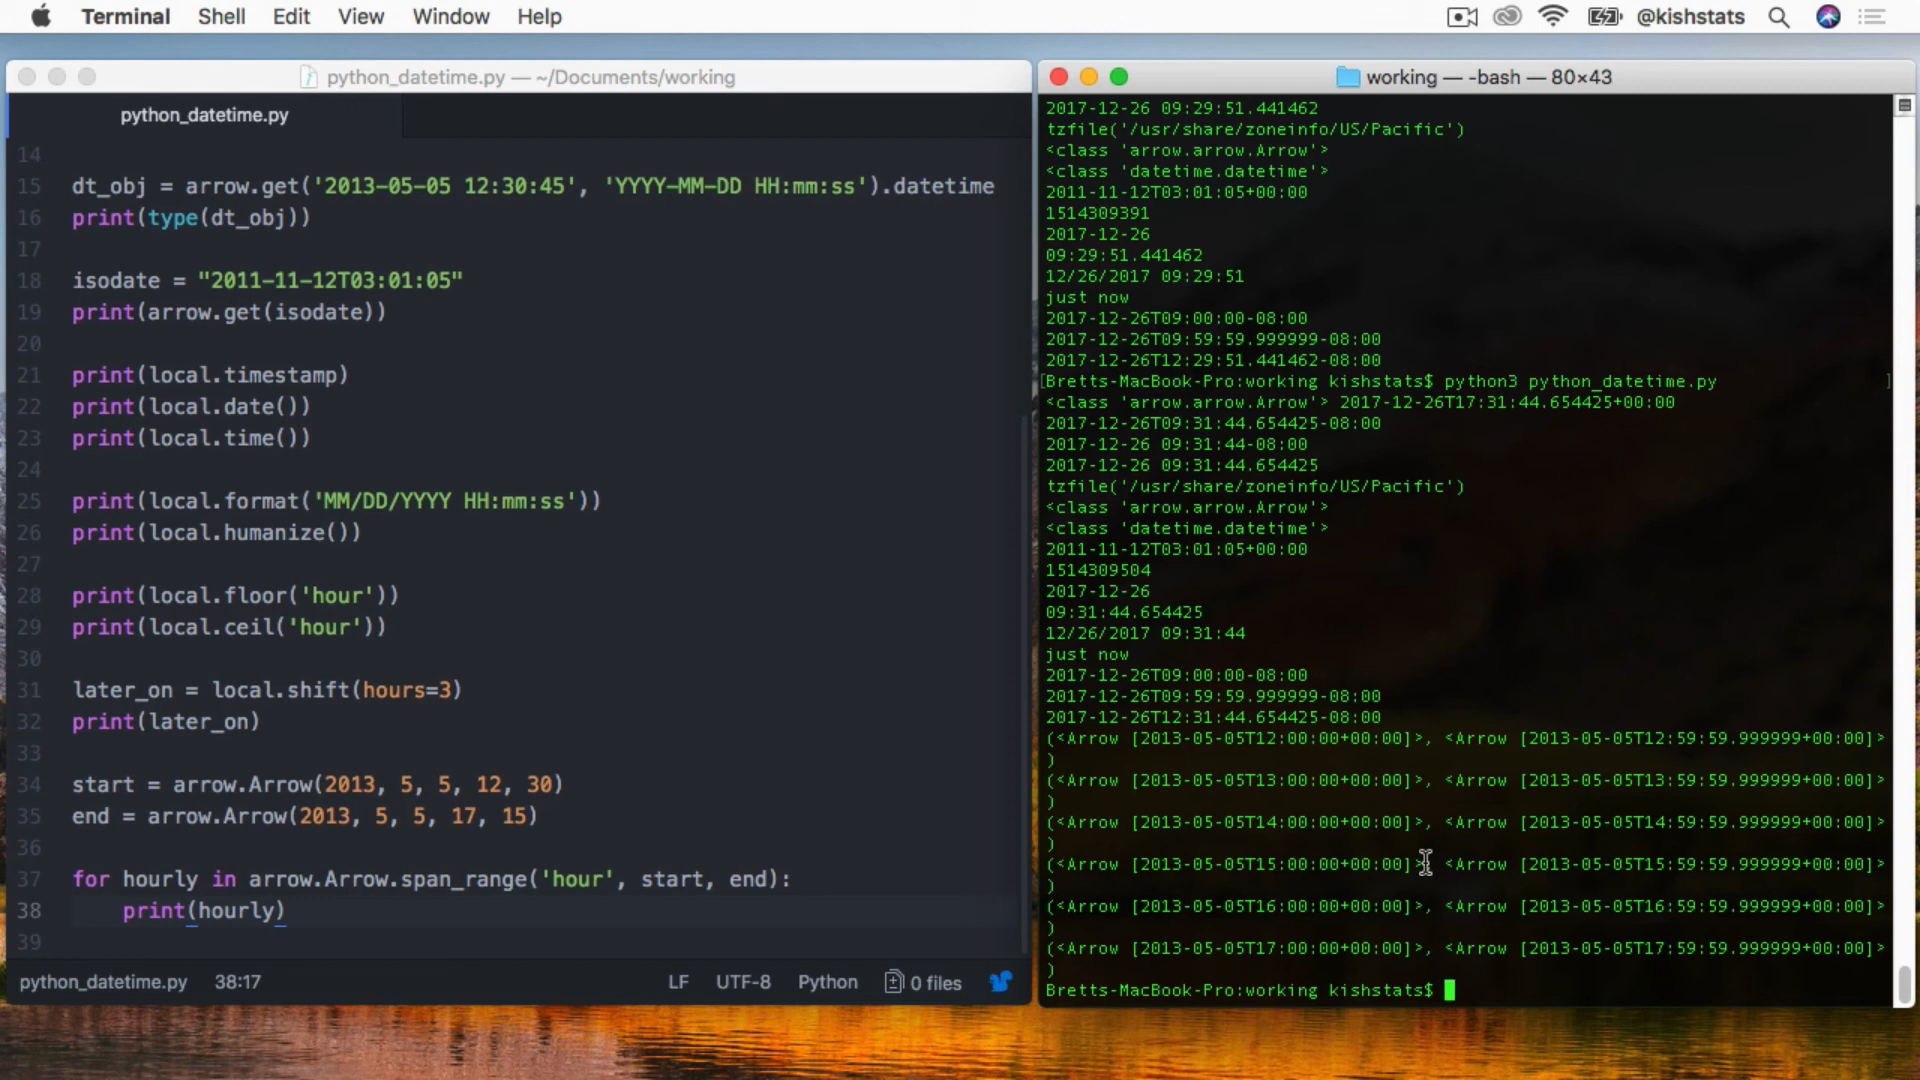 Terminal Shell Edit View Window Help @kishstats
python_datetime.py — ~/Documents/working
python_datetime.py
14
15 dt_obj = arrow.get('2013-05-05 12:30:45', 'YYYY-MM-DD HH:mm:ss').datetime
16 print(type(dt_obj))
17
18 isodate = "2011-11-12T03:01:05"
19 print(arrow.get(isodate))
20
21 print(local.timestamp)
22 print(local.date())
23 print(local.time())
24
25 print(local.format('MM/DD/YYYY HH:mm:ss'))
26 print(local.humanize())
27
28 print(local.floor('hour'))
29 print(local.ceil('hour'))
30
31 later_on = local.shift(hours=3)
32 print(later_on)
33
34 start = arrow.Arrow(2013, 5, 5, 12, 30)
35 end = arrow.Arrow(2013, 5, 5, 17, 15)
36
37 for hourly in arrow.Arrow.span_range('hour', start, end):
38 print(hourly)
39
python_datetime.py 38:17 LF UTF-8 Python 0 files
working — -bash — 80×43
2017-12-26 09:29:51.441462
tzfile('/usr/share/zoneinfo/US/Pacific')
<class 'arrow.arrow.Arrow'>
<class 'datetime.datetime'>
2011-11-12T03:01:05+00:00
1514309391
2017-12-26
09:29:51.441462
12/26/2017 09:29:51
just now
2017-12-26T09:00:00-08:00
2017-12-26T09:59:59.999999-08:00
2017-12-26T12:29:51.441462-08:00
[Bretts-MacBook-Pro:working kishstats$ python3 python_datetime.py ]
<class 'arrow.arrow.Arrow'> 2017-12-26T17:31:44.654425+00:00
2017-12-26T09:31:44.654425-08:00
2017-12-26 09:31:44-08:00
2017-12-26 09:31:44.654425
tzfile('/usr/share/zoneinfo/US/Pacific')
<class 'arrow.arrow.Arrow'>
<class 'datetime.datetime'>
2011-11-12T03:01:05+00:00
1514309504
2017-12-26
09:31:44.654425
12/26/2017 09:31:44
just now
2017-12-26T09:00:00-08:00
2017-12-26T09:59:59.999999-08:00
2017-12-26T12:31:44.654425-08:00
(<Arrow [2013-05-05T12:00:00+00:00]>, <Arrow [2013-05-05T12:59:59.999999+00:00]>
)
(<Arrow [2013-05-05T13:00:00+00:00]>, <Arrow [2013-05-05T13:59:59.999999+00:00]>
)
(<Arrow [2013-05-05T14:00:00+00:00]>, <Arrow [2013-05-05T14:59:59.999999+00:00]>
)
(<Arrow [2013-05-05T15:00:00+00:00]>, <Arrow [2013-05-05T15:59:59.999999+00:00]>
)
(<Arrow [2013-05-05T16:00:00+00:00]>, <Arrow [2013-05-05T16:59:59.999999+00:00]>
)
(<Arrow [2013-05-05T17:00:00+00:00]>, <Arrow [2013-05-05T17:59:59.999999+00:00]>
)
Bretts-MacBook-Pro:working kishstats$